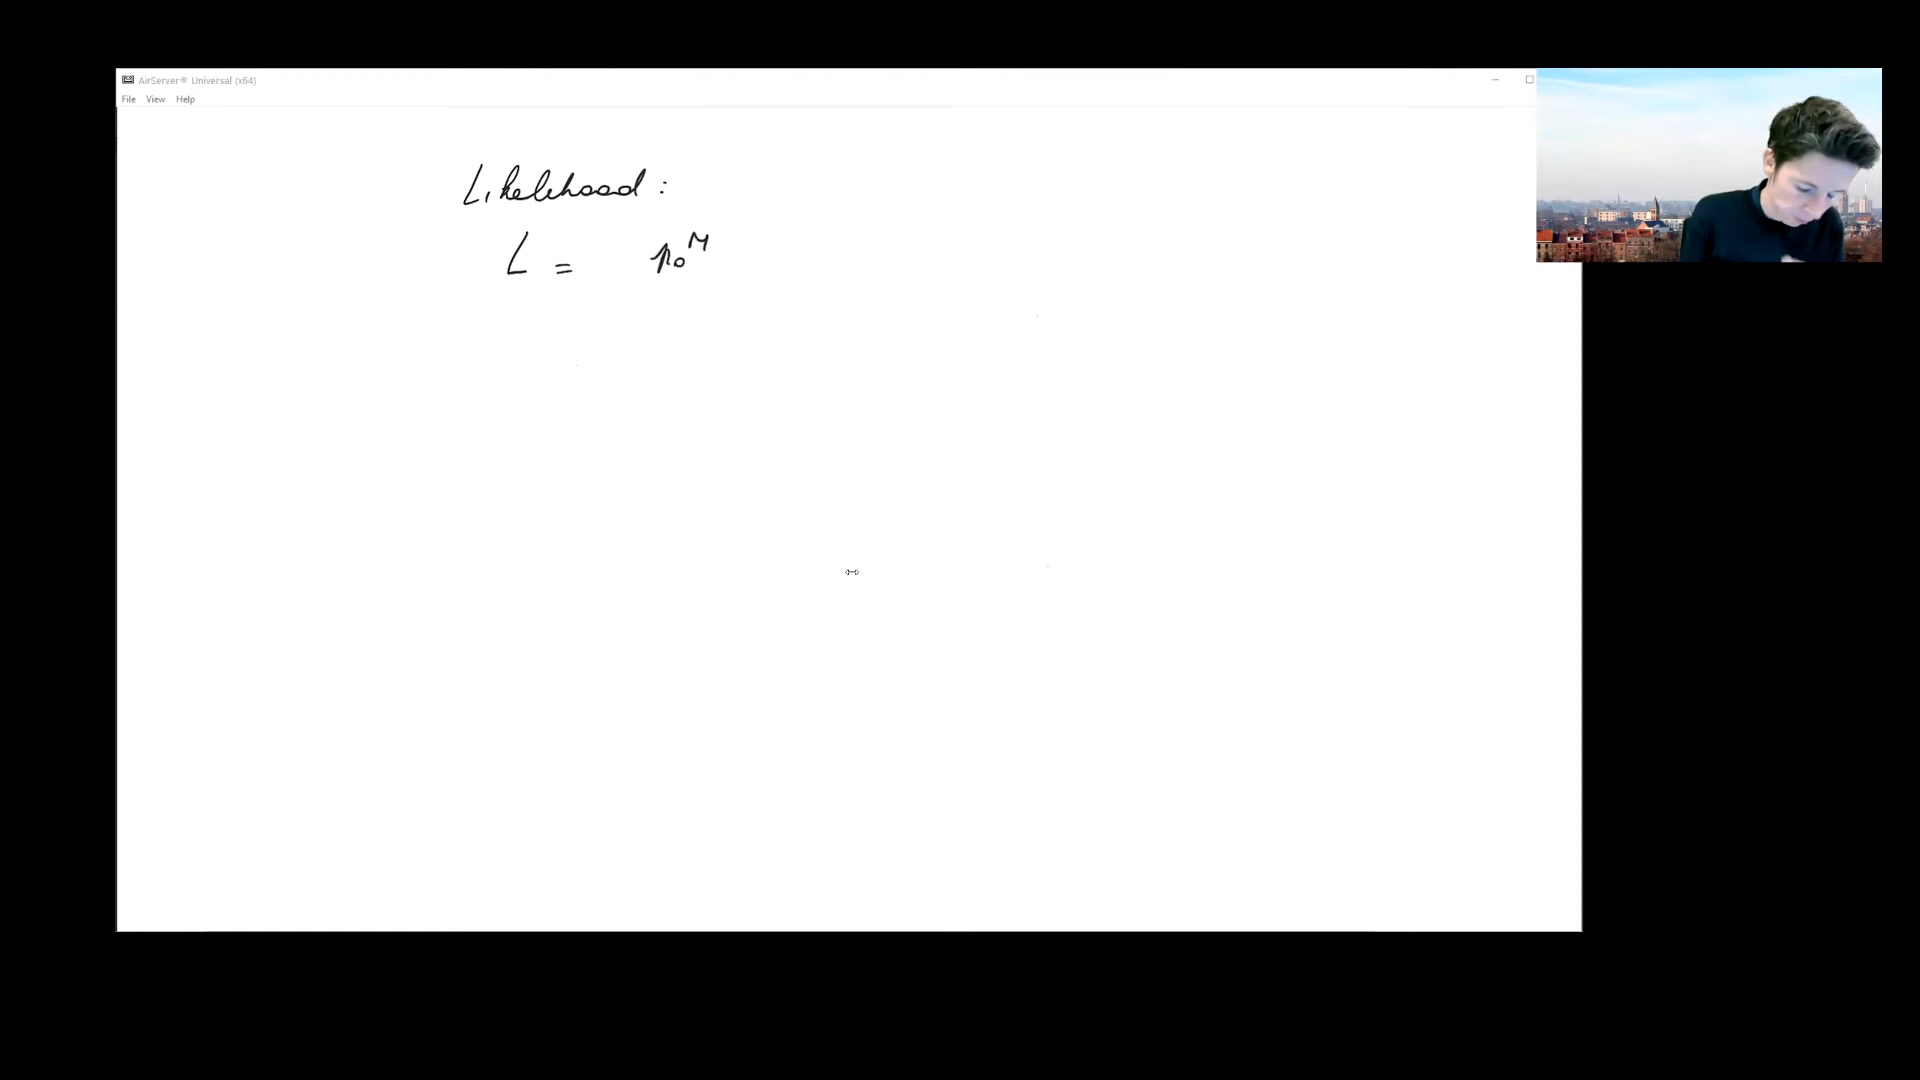 AirServer® Universal (x64)
File View Help
Likelihood :
L = p₀ᴹ